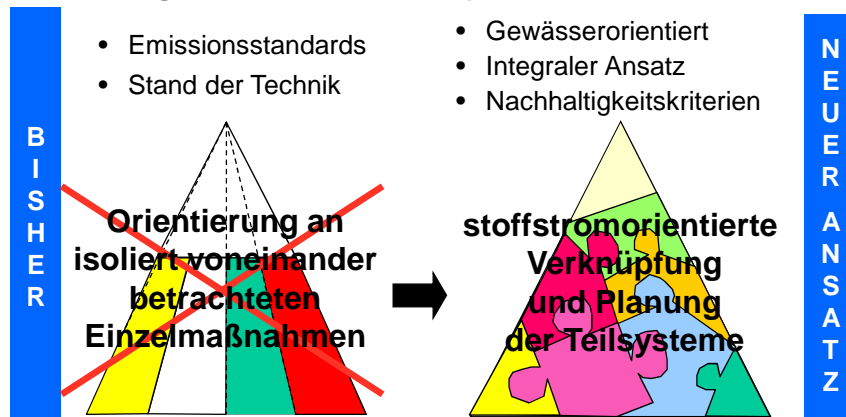 BISHER
• Emissionsstandards
• Stand der Technik
Orientierung an
isoliert voneinander
betrachteten
Einzelmaßnahmen
• Gewässerorientiert
• Integraler Ansatz
• Nachhaltigkeitskriterien
stoffstromorientierte
Verknüpfung
und Planung
der Teilsysteme
NEUER ANSATZ